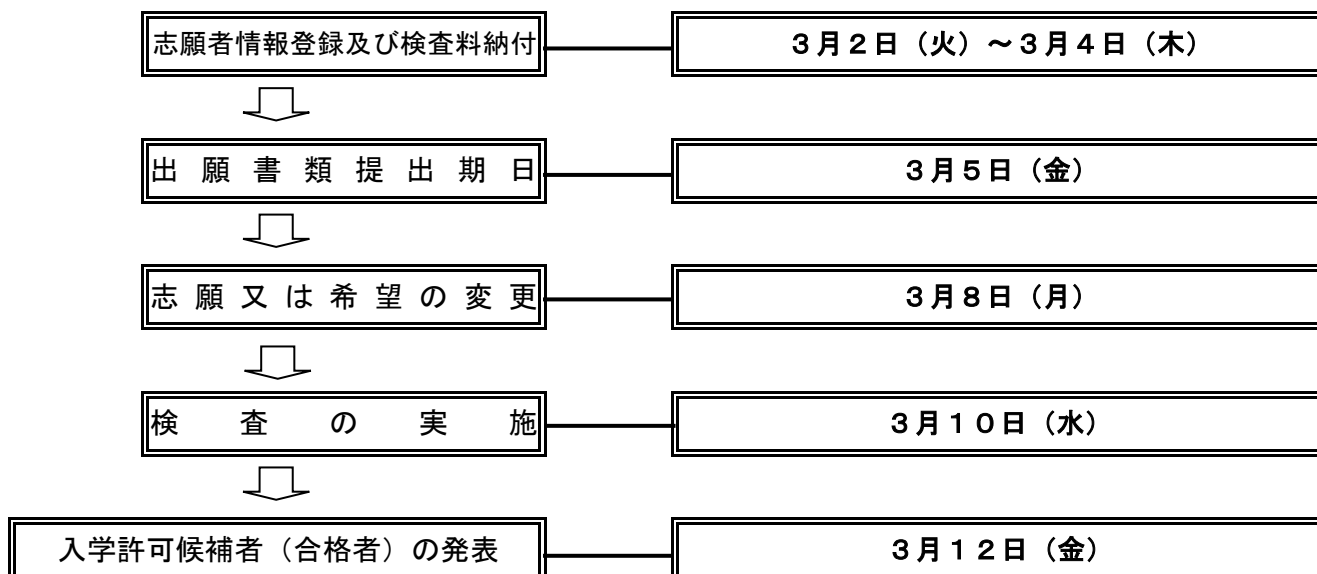 志願者情報登録及び検査料納付
３月２日（火）～３月４日（木）
出願書類提出期日
３月５日（金）
志願又は希望の変更
３月８日（月）
検査の実施
３月１０日（水）
入学許可候補者（合格者）の発表
３月１２日（金）